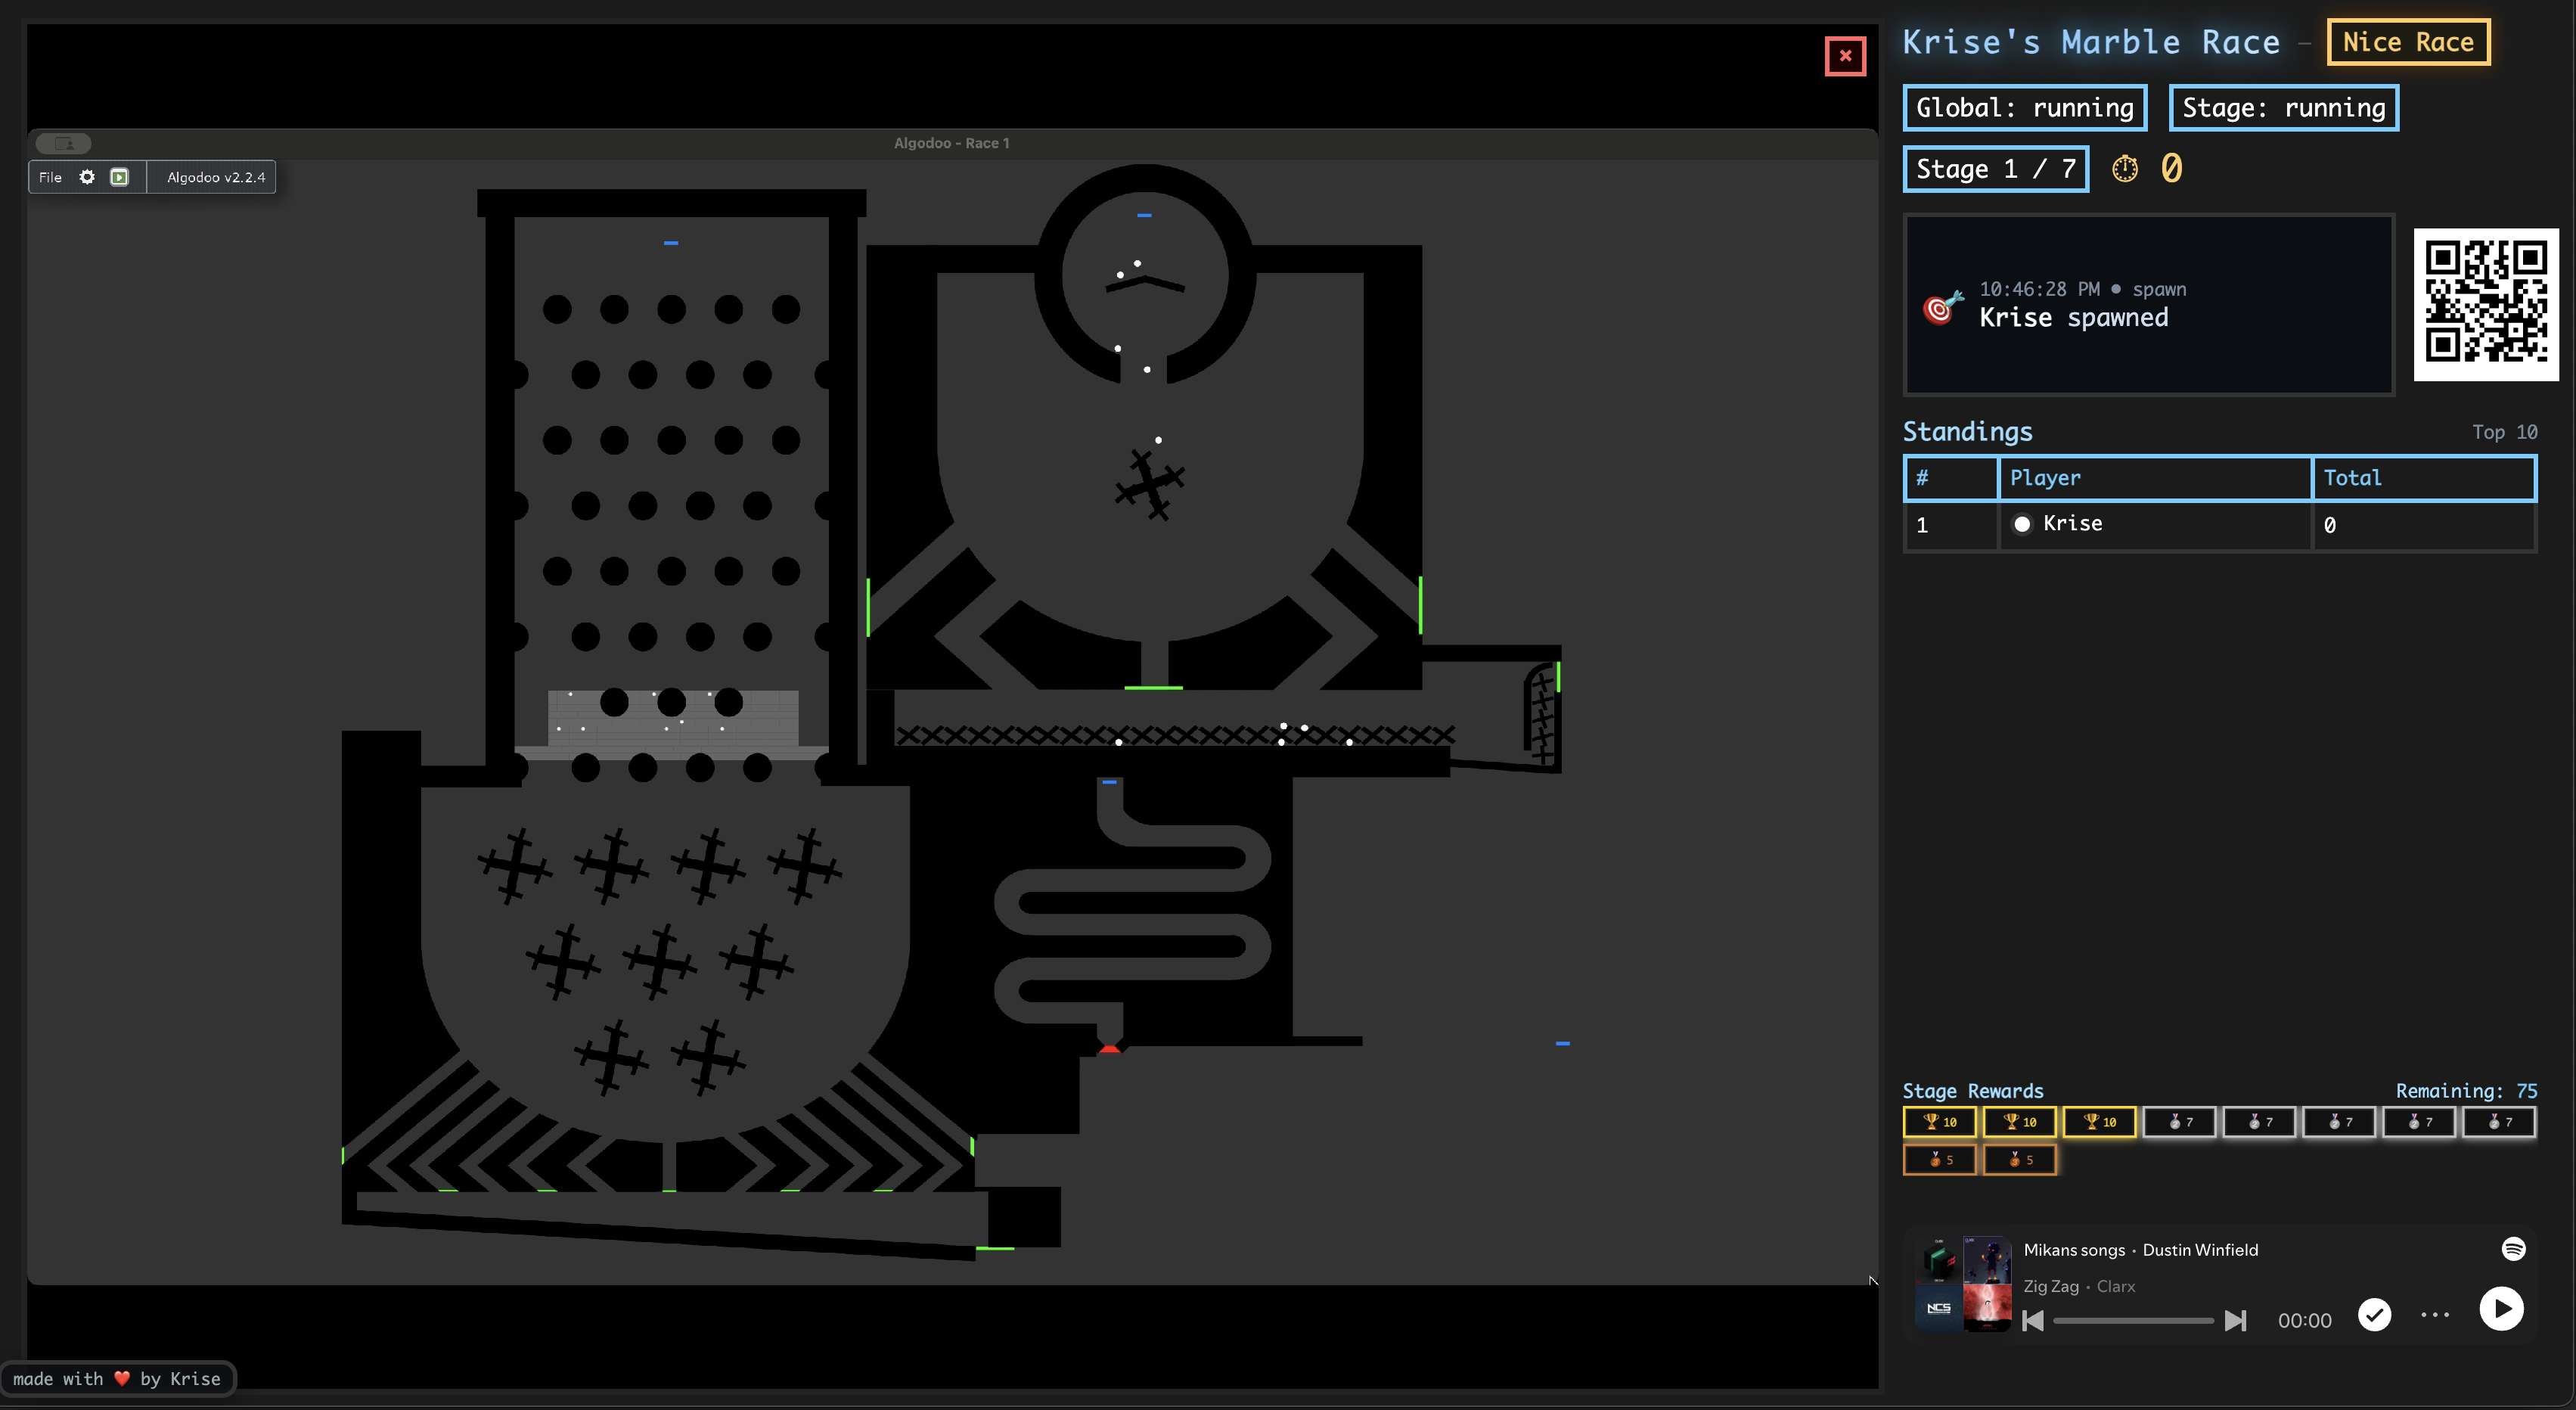 Algodoo - Race 1
File
Algodoo v2.2.4
made with ❤️ by Krise
Krise's Marble Race – Nice Race
Global: running
Stage: running
Stage 1 / 7
0
10:46:28 PM • spawn
Krise spawned
Standings
Top 10
# Player Total
1 Krise 0
Stage Rewards
Remaining: 75
10 10 10 7 7 7 7 7
5 5
Mikans songs • Dustin Winfield
Zig Zag • Clarx
NCS
00:00